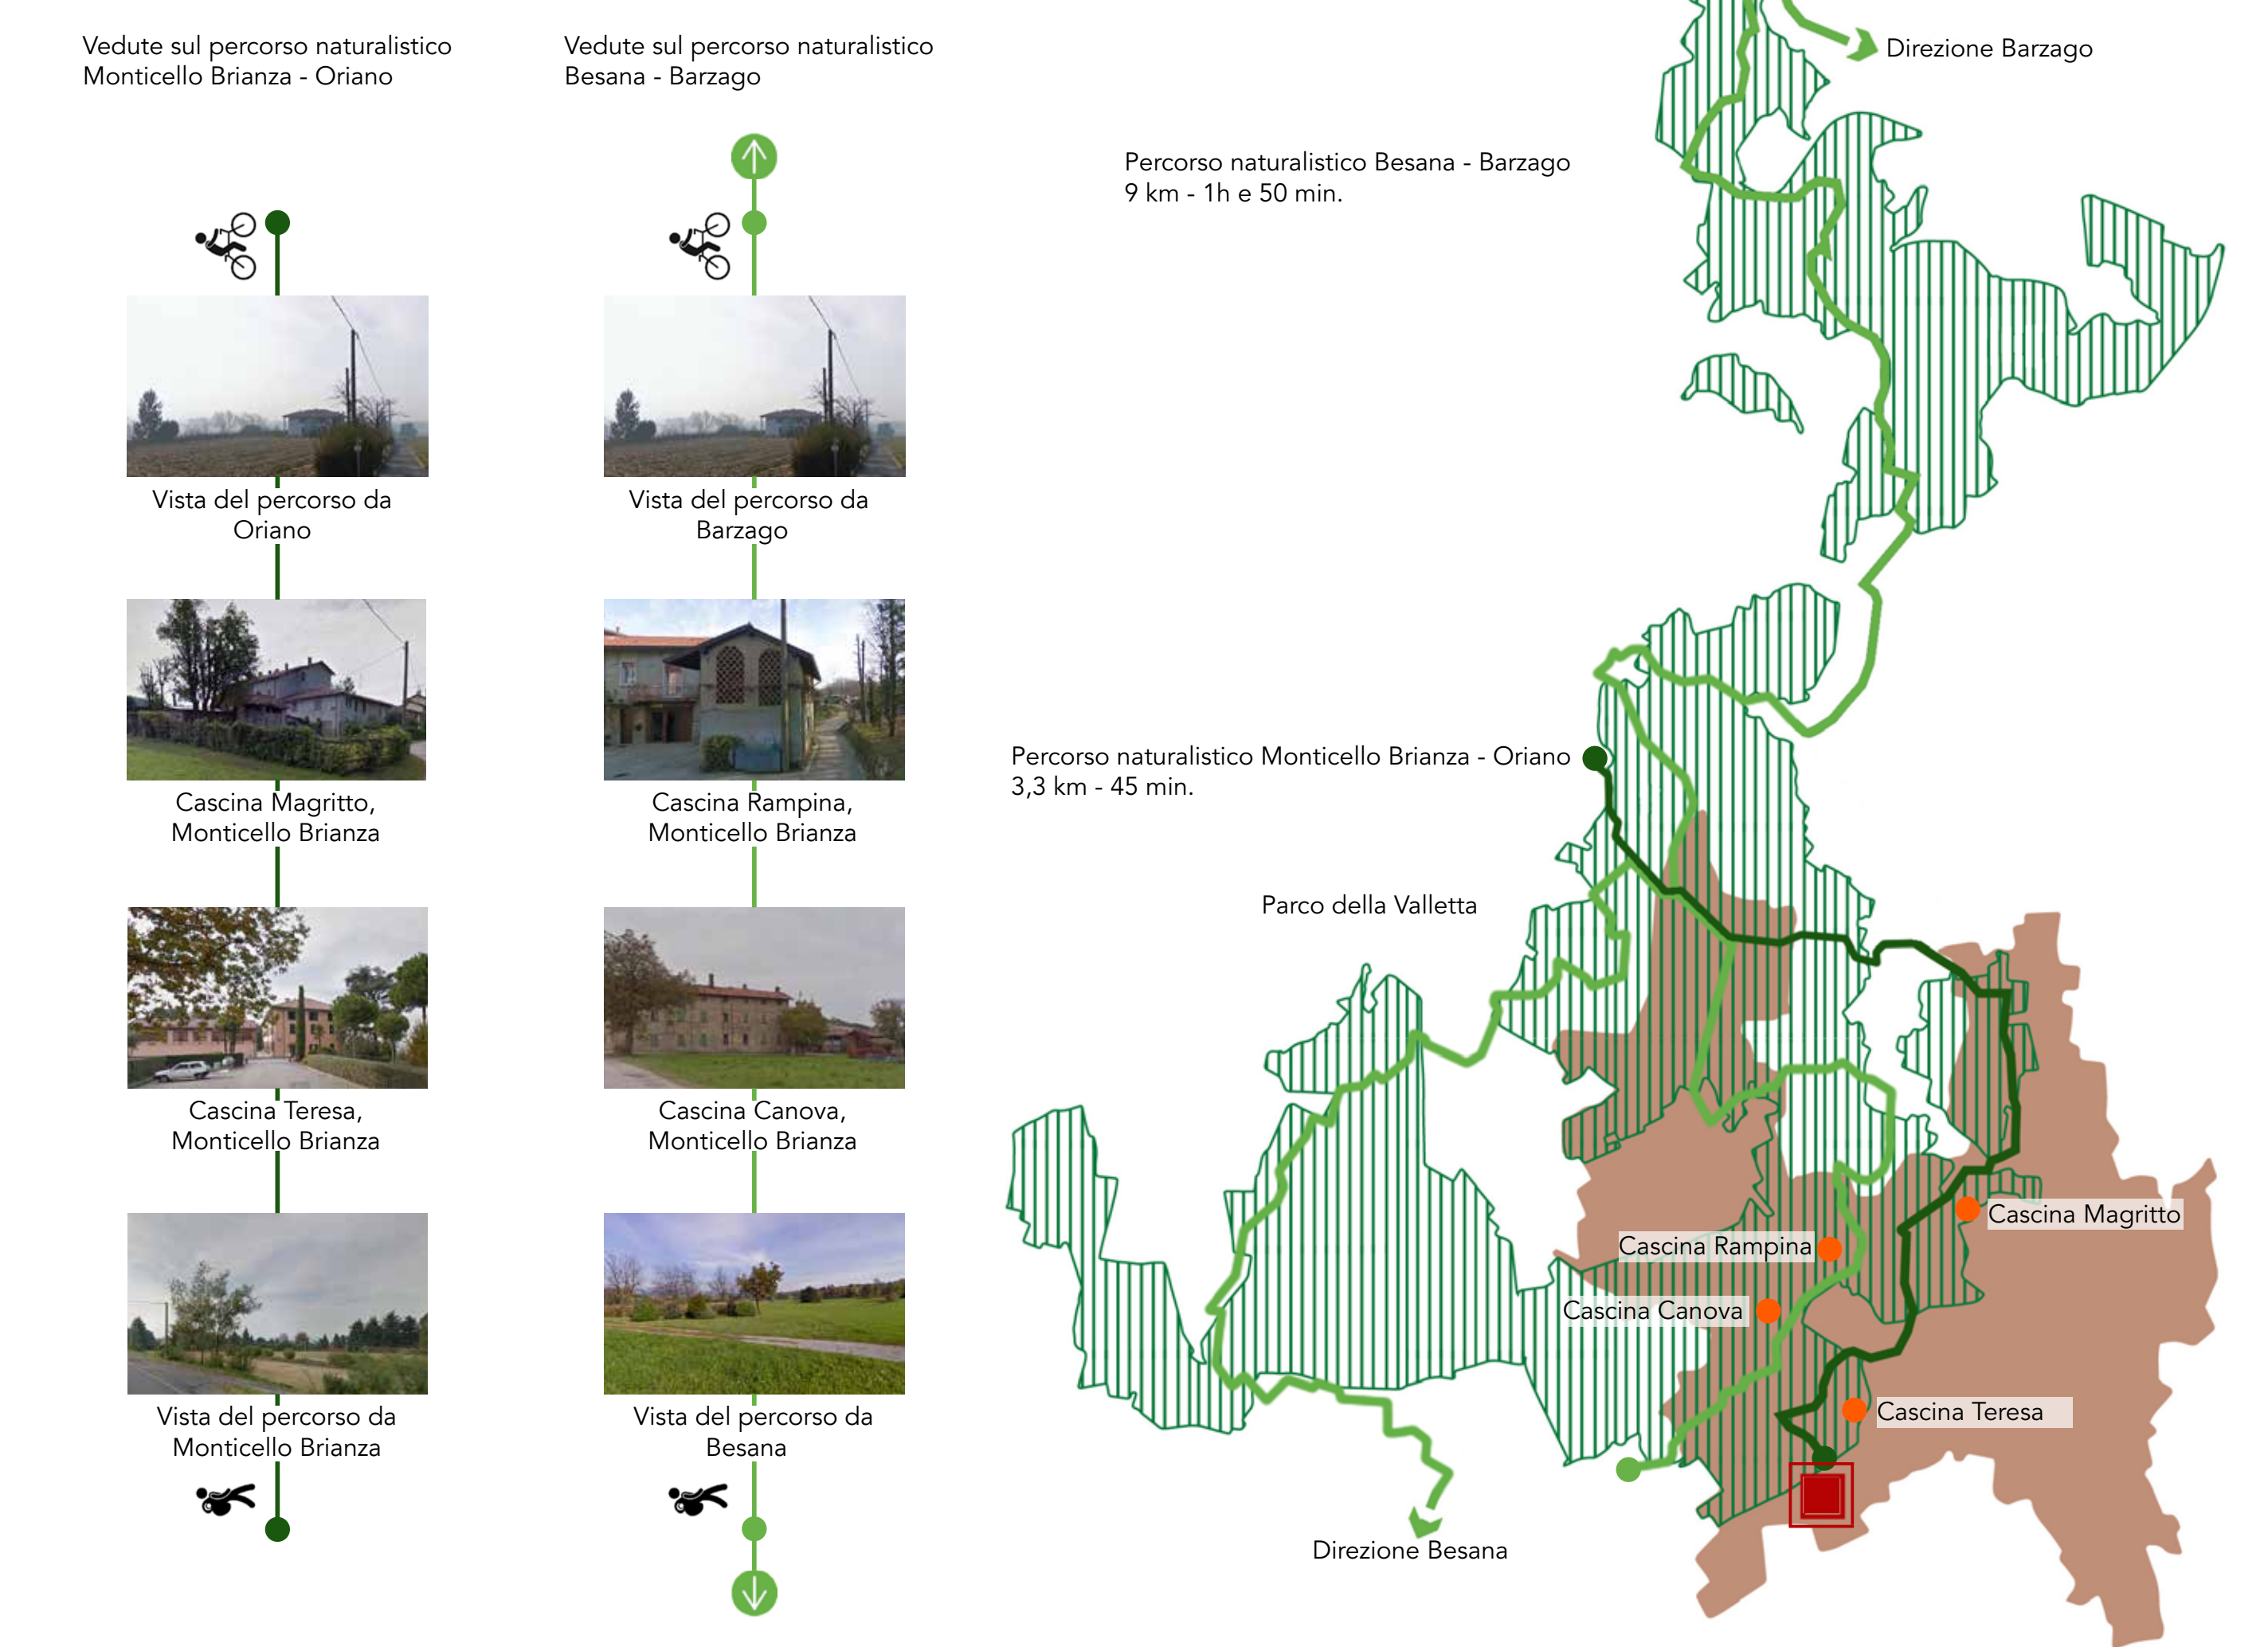 Vedute sul percorso naturalistico
Monticello Brianza - Oriano
Vista del percorso da
Oriano
Cascina Magritto,
Monticello Brianza
Cascina Teresa,
Monticello Brianza
Vista del percorso da
Monticello Brianza
Vedute sul percorso naturalistico
Besana - Barzago
Vista del percorso da
Barzago
Cascina Rampina,
Monticello Brianza
Cascina Canova,
Monticello Brianza
Vista del percorso da
Besana
Direzione Barzago
Percorso naturalistico Besana - Barzago
9 km - 1h e 50 min.
Percorso naturalistico Monticello Brianza - Oriano
3,3 km - 45 min.
Parco della Valletta
Cascina Magritto
Cascina Rampina
Cascina Canova
Cascina Teresa
Direzione Besana